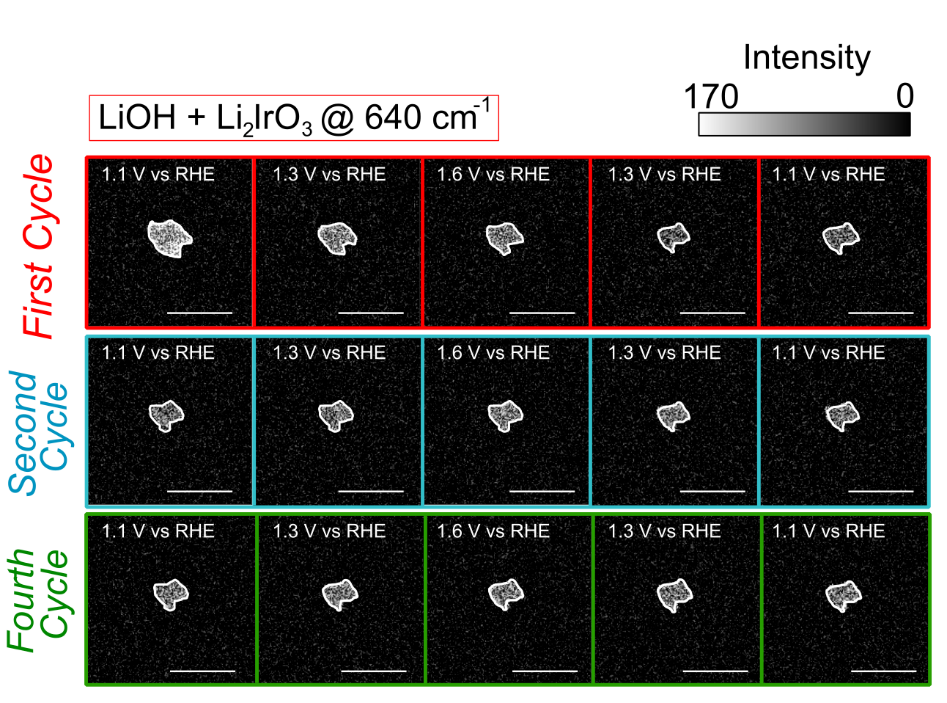 Intensity
170 0
LiOH + Li2IrO3 @ 640 cm-1
First Cycle
1.1 V vs RHE 1.3 V vs RHE 1.6 V vs RHE 1.3 V vs RHE 1.1 V vs RHE
Second
Cycle
1.1 V vs RHE 1.3 V vs RHE 1.6 V vs RHE 1.3 V vs RHE 1.1 V vs RHE
Fourth
Cycle
1.1 V vs RHE 1.3 V vs RHE 1.6 V vs RHE 1.3 V vs RHE 1.1 V vs RHE